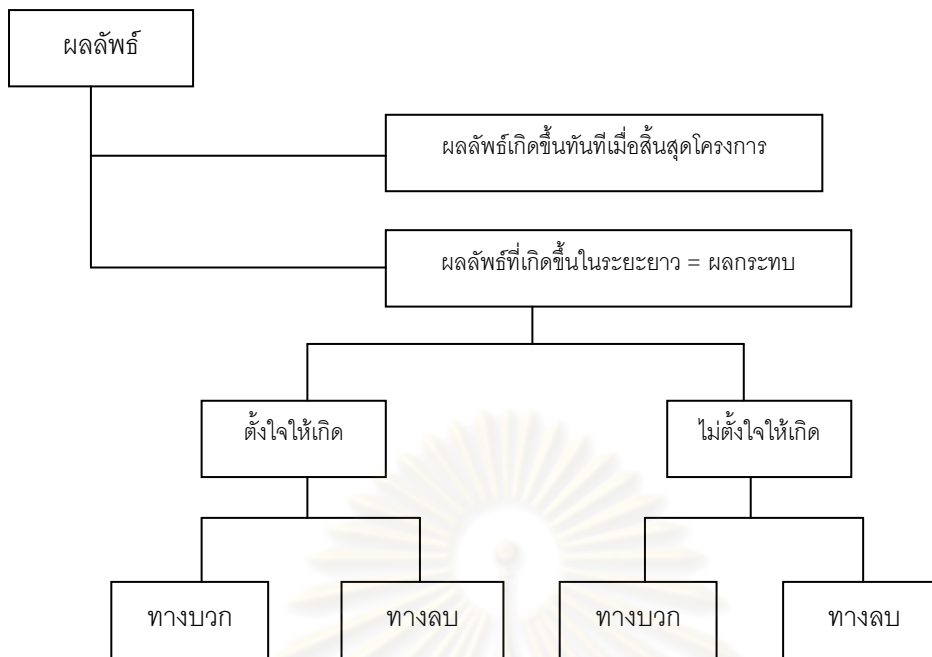 ผลลัพธ์
ผลลัพธ์เกิดขึ้นทันทีเมื่อสิ้นสุดโครงการ
ผลลัพธ์ที่เกิดขึ้นในระยะยาว = ผลกระทบ
ตั้งใจให้เกิด
ไม่ตั้งใจให้เกิด
ทางบวก
ทางลบ
ทางบวก
ทางลบ